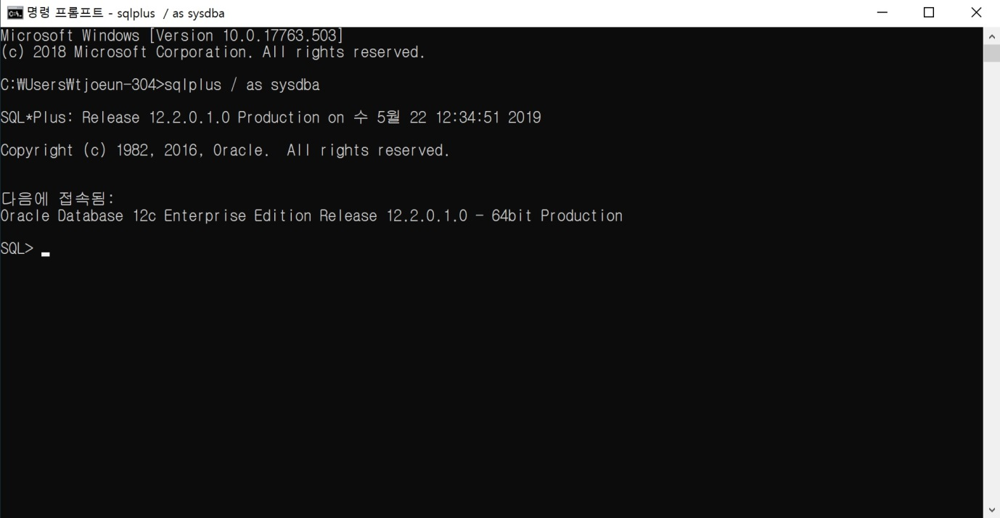 명령 프롬프트 - sqlplus / as sysdba
Microsoft Windows [Version 10.0.17763.503]
(c) 2018 Microsoft Corporation. All rights reserved.
C:₩Users₩tjoeun-304>sqlplus / as sysdba
SQL*Plus: Release 12.2.0.1.0 Production on 수 5월 22 12:34:51 2019
Copyright (c) 1982, 2016, Oracle.  All rights reserved.
다음에 접속됨:
Oracle Database 12c Enterprise Edition Release 12.2.0.1.0 - 64bit Production
SQL>